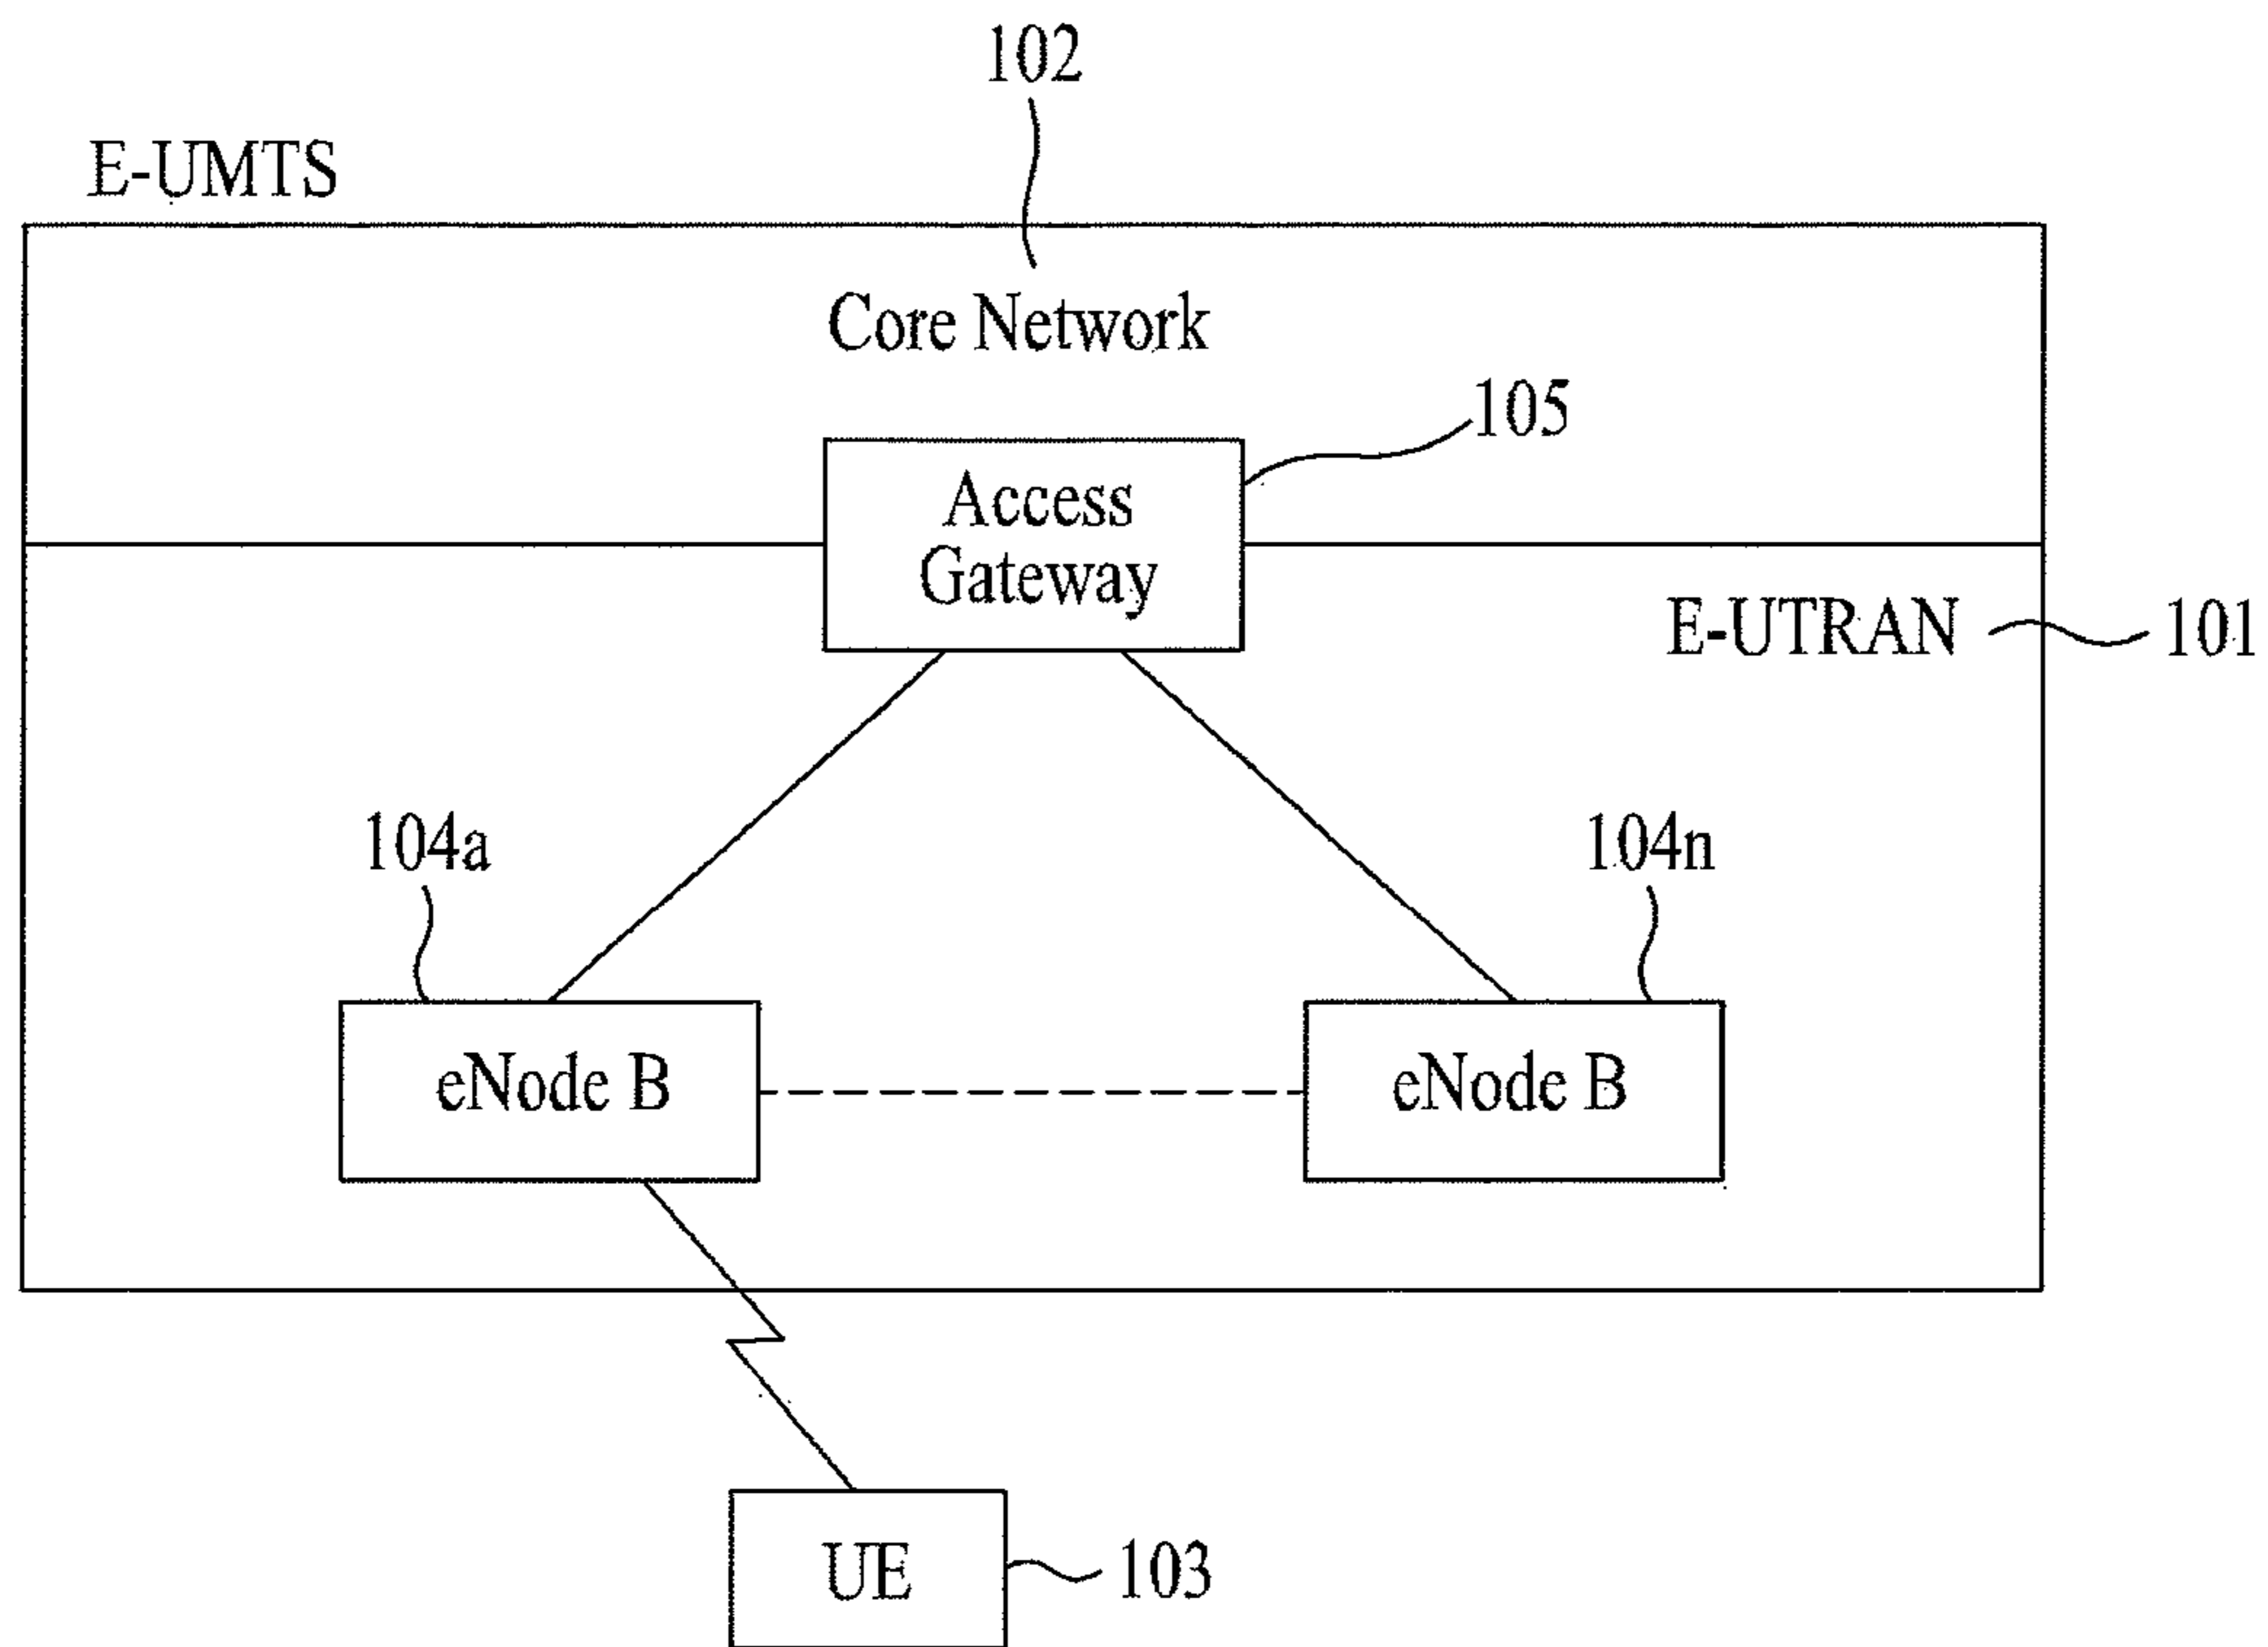 102
E-UMTS
Core Network
105
Access
Gateway
E-UTRAN
101
104a
104n
eNode B
eNode B
UE
103